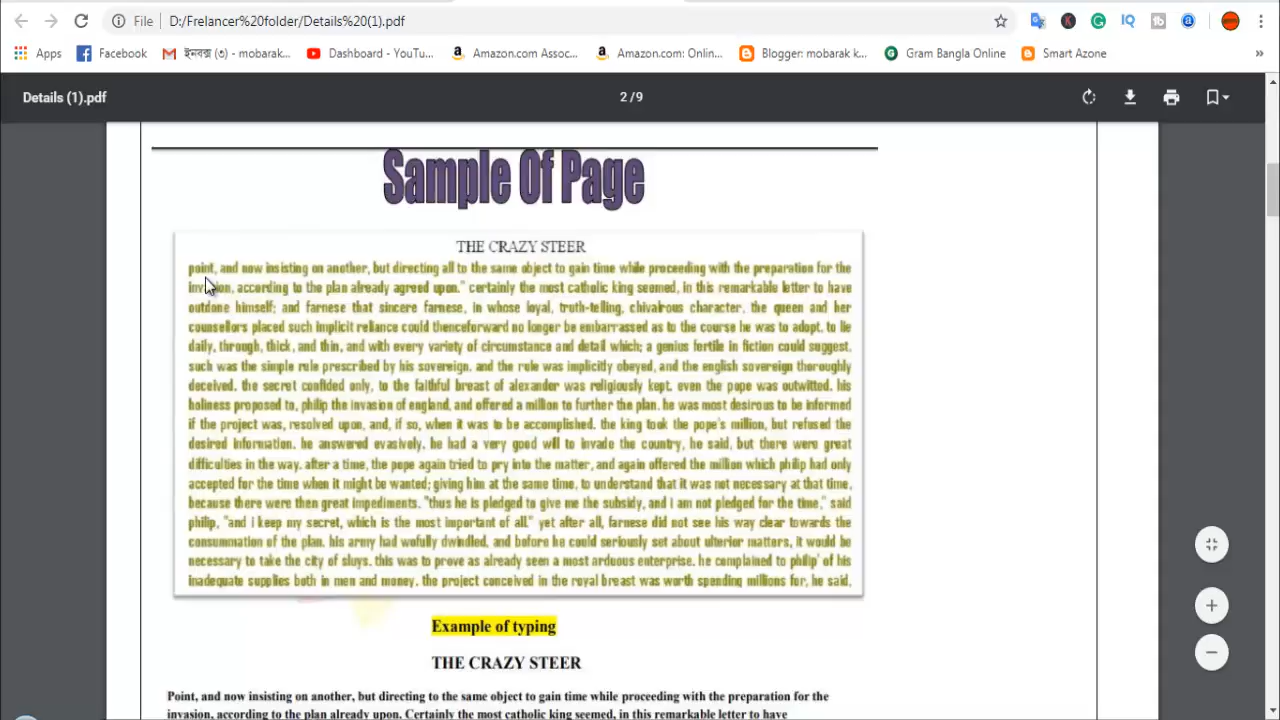 File D:/Frelancer%20folder/Details%20(1).pdf
Apps Facebook ইনবক্স (৩) - mobarak... Dashboard - YouTu... Amazon.com Assoc... Amazon.com: Onlin... Blogger: mobarak k... Gram Bangla Online Smart Azone
Details (1).pdf 2 /9
Sample Of Page
THE CRAZY STEER
point, and now insisting on another, but directing all to the same object to gain time while proceeding with the preparation for the
invasion, according to the plan already agreed upon." certainly the most catholic king seemed, in this remarkable letter to have
outdone himself; and farnese that sincere farnese, in whose loyal, truth-telling, chivalrous character, the queen and her
counsellors placed such implicit reliance could thenceforward no longer be embarrassed as to the course he was to adopt. to lie
daily, through, thick, and thin, and with every variety of circumstance and detail which; a genius fertile in fiction could suggest,
such was the simple rule prescribed by his sovereign. and the rule was implicitly obeyed, and the english sovereign thoroughly
deceived. the secret confided only, to the faithful breast of alexander was religiously kept. even the pope was outwitted. his
holiness proposed to, philip the invasion of england, and offered a million to further the plan. he was most desirous to be informed
if the project was, resolved upon, and, if so, when it was to be accomplished. the king took the pope's million, but refused the
desired information. he answered evasively. he had a very good will to invade the country, he said, but there were great
difficulties in the way. after a time, the pope again tried to pry into the matter, and again offered the million which philip had only
accepted for the time when it might be wanted; giving him at the same time, to understand that it was not necessary at that time,
because there were then great impediments. "thus he is pledged to give me the subsidy, and i am not pledged for the time," said
philip, "and i keep my secret, which is the most important of all." yet after all, farnese did not see his way clear towards the
consummation of the plan. his army had wofully dwindled, and before he could seriously set about ulterior matters, it would be
necessary to take the city of sluys. this was to prove as already seen a most arduous enterprise. he complained to philip' of his
inadequate supplies both in men and money. the project conceived in the royal breast was worth spending millions for, he said,
Example of typing
THE CRAZY STEER
Point, and now insisting on another, but directing to the same object to gain time while proceeding with the preparation for the
invasion, according to the plan already upon. Certainly the most catholic king seemed, in this remarkable letter to have